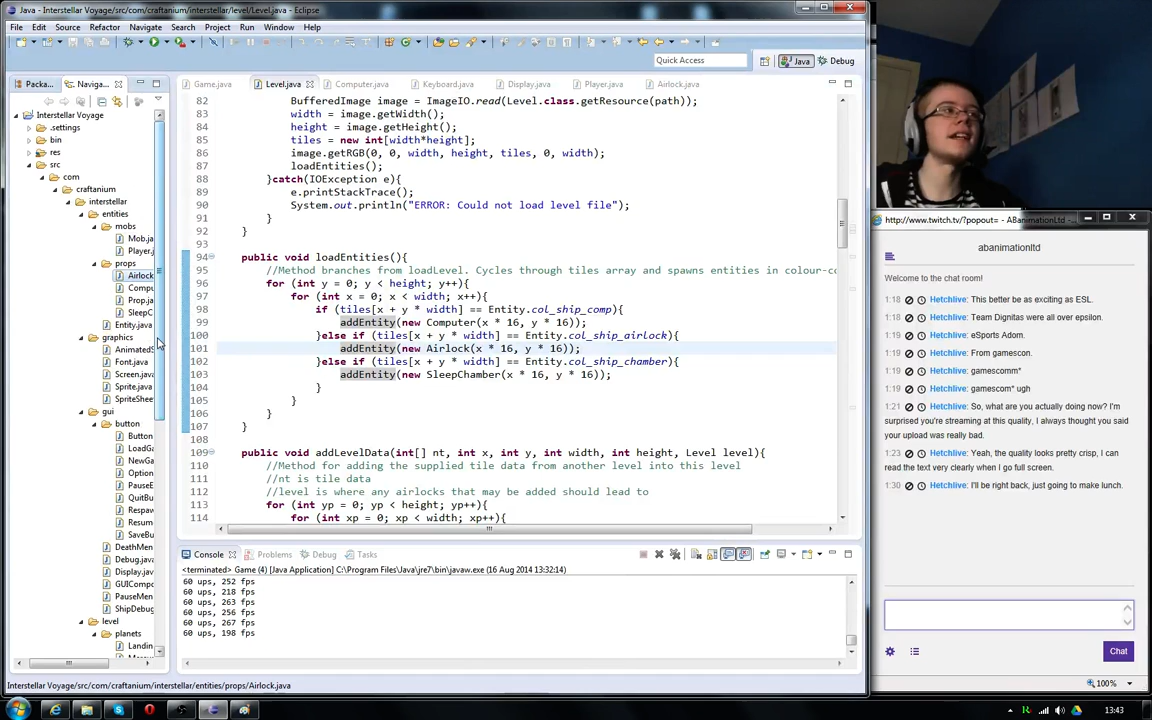 Java - Interstellar Voyage/src/com/craftanium/interstellar/level/Level.java - Eclipse
File Edit Source Refactor Navigate Search Project Run Window Help
Quick Access
Java
Debug
Packa
Naviga
Game.java
Level.java
Computer.java
Keyboard.java
Display.java
Player.java
Airlock.java
Interstellar Voyage
.settings
bin
res
src
com
craftanium
interstellar
entities
mobs
Mob.ja
Player.
props
Airlock
Compu
Prop.ja
SleepC
Entity.java
graphics
AnimatedS
Font.java
Screen.java
Sprite.java
SpriteShee
gui
button
Button
LoadGa
NewGa
Option
PauseE
QuitBu
Respaw
Resum
SaveBu
DeathMen
Debug.java
Display.jav
GUICompo
PauseMen
ShipDebug
level
planets
Landin
82 BufferedImage image = ImageIO.read(Level.class.getResource(path));
83 width = image.getWidth();
84 height = image.getHeight();
85 tiles = new int[width*height];
86 image.getRGB(0, 0, width, height, tiles, 0, width);
87 loadEntities();
88 }catch(IOException e){
89 e.printStackTrace();
90 System.out.println("ERROR: Could not load level file");
91 }
92 }
93
94 public void loadEntities(){
95 //Method branches from loadLevel. Cycles through tiles array and spawns entities in colour-co
96 for (int y = 0; y < height; y++){
97 for (int x = 0; x < width; x++){
98 if (tiles[x + y * width] == Entity.col_ship_comp){
99 addEntity(new Computer(x * 16, y * 16));
100 }else if (tiles[x + y * width] == Entity.col_ship_airlock){
101 addEntity(new Airlock(x * 16, y * 16));
102 }else if (tiles[x + y * width] == Entity.col_ship_chamber){
103 addEntity(new SleepChamber(x * 16, y * 16));
104 }
105 }
106 }
107 }
108
109 public void addLevelData(int[] nt, int x, int y, int width, int height, Level level){
110 //Method for adding the supplied tile data from another level into this level
111 //nt is tile data
112 //level is where any airlocks that may be added should lead to
113 for (int yp = 0; yp < height; yp++){
114 for (int xp = 0; xp < width; xp++){
Console
Problems
Debug
Tasks
<terminated> Game (4) [Java Application] C:\Program Files\Java\jre7\bin\javaw.exe (16 Aug 2014 13:32:14)
60 ups, 252 fps
60 ups, 218 fps
60 ups, 263 fps
60 ups, 256 fps
60 ups, 267 fps
60 ups, 198 fps
Interstellar Voyage/src/com/craftanium/interstellar/entities/props/Airlock.java
http://www.twitch.tv/?popout= - ABanimationLtd -
abanimationltd
Welcome to the chat room!
1:18 Hetchlive: This better be as exciting as ESL.
1:18 Hetchlive: Team Dignitas were all over epsilon.
1:19 Hetchlive: eSports Adom.
1:19 Hetchlive: From gamescon.
1:19 Hetchlive: gamescomm*
1:19 Hetchlive: gamescom* ugh
1:21 Hetchlive: So, what are you actually doing now? I'm
surprised you're streaming at this quality, I always thought you said
your upload was really bad.
1:23 Hetchlive: Yeah, the quality looks pretty crisp, I can
read the text very clearly when I go full screen.
1:30 Hetchlive: I'll be right back, just going to make lunch.
Chat
100%
13:43